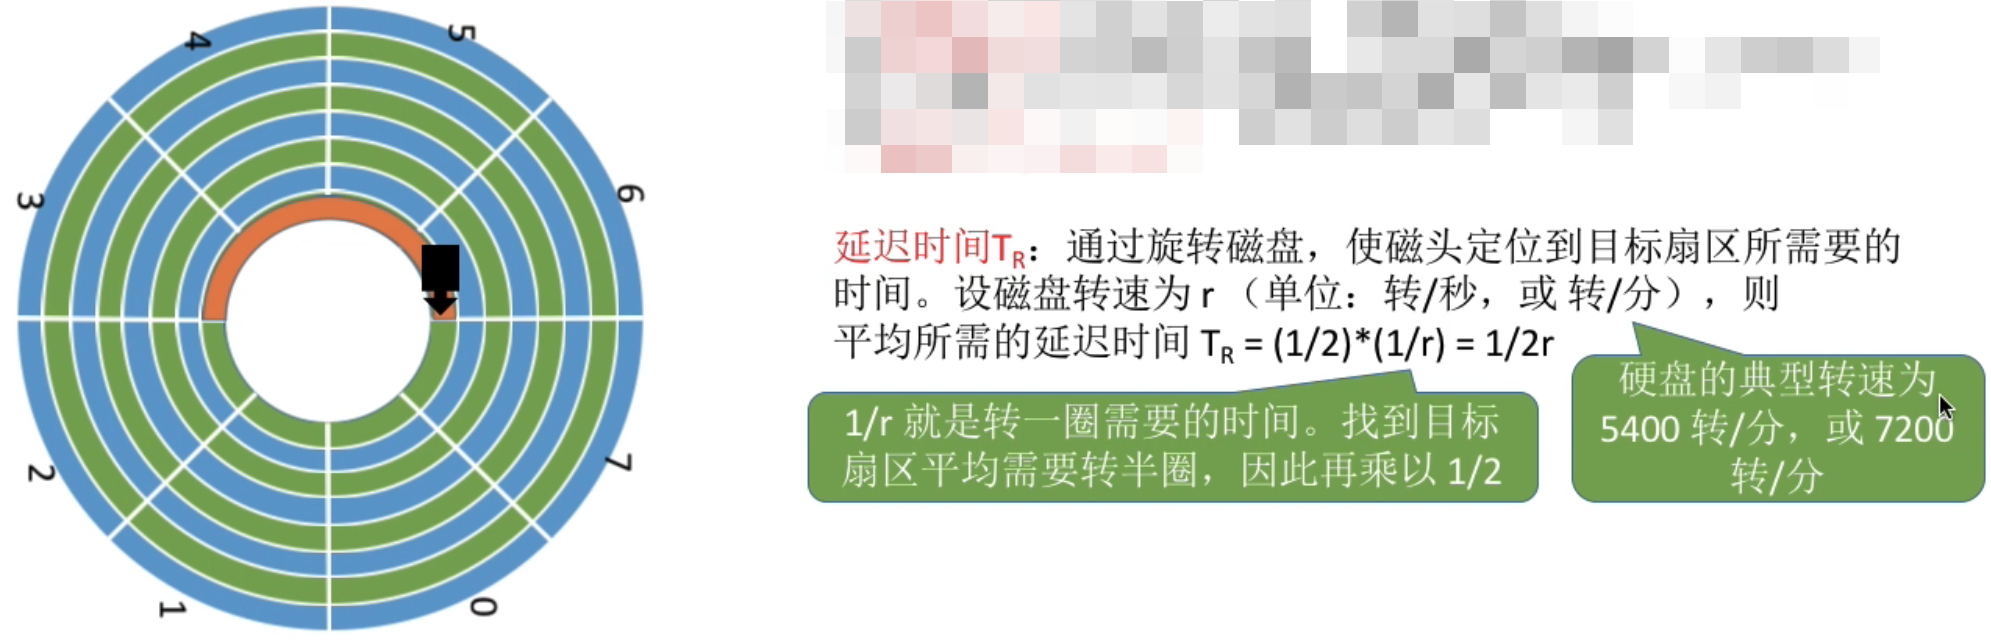 4
5
3
6
2
7
1
0
延迟时间TR：通过旋转磁盘，使磁头定位到目标扇区所需要的
时间。设磁盘转速为 r （单位：转/秒，或 转/分），则
平均所需的延迟时间 TR = (1/2)*(1/r) = 1/2r
1/r 就是转一圈需要的时间。找到目标
扇区平均需要转半圈，因此再乘以 1/2
硬盘的典型转速为
5400 转/分，或 7200
转/分